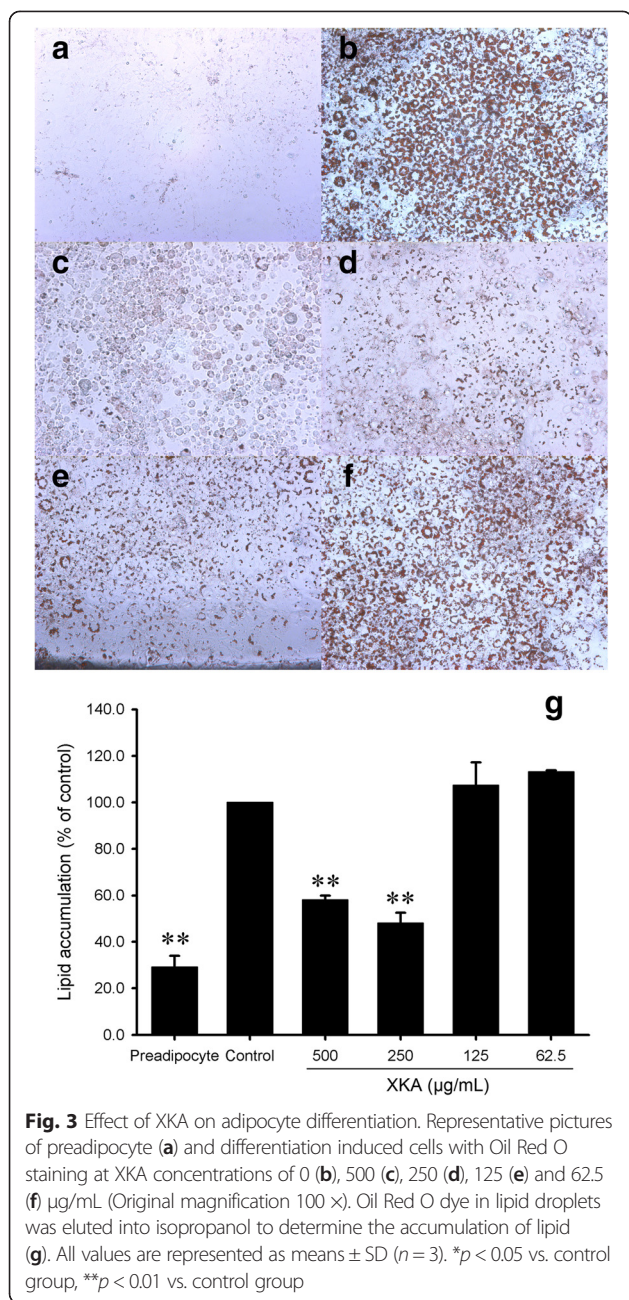 a
b
c
d
e
f
g
140.0
120.0
100.0
80.0
60.0
40.0
20.0
0.0
Lipid accumulation (% of control)
**
**
**
Preadipocyte Control 500 250 125 62.5
XKA (µg/mL)
Fig. 3 Effect of XKA on adipocyte differentiation. Representative pictures
of preadipocyte (a) and differentiation induced cells with Oil Red O
staining at XKA concentrations of 0 (b), 500 (c), 250 (d), 125 (e) and 62.5
(f) µg/mL (Original magnification 100 ×). Oil Red O dye in lipid droplets
was eluted into isopropanol to determine the accumulation of lipid
(g). All values are represented as means ± SD (n = 3). *p < 0.05 vs. control
group, **p < 0.01 vs. control group